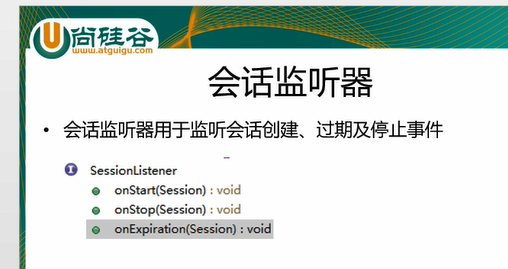 尚硅谷
www.atguigu.com
会话监听器
• 会话监听器用于监听会话创建、过期及停止事件
I SessionListener
onStart(Session) : void
onStop(Session) : void
onExpiration(Session) : void